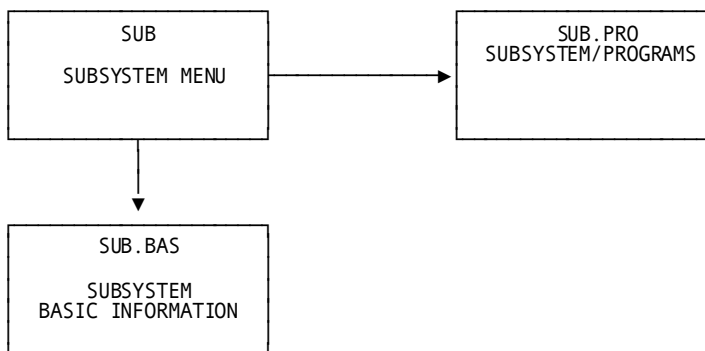 SUB
SUBSYSTEM MENU
SUB.PRO
SUBSYSTEM/PROGRAMS
SUB.BAS
SUBSYSTEM
BASIC INFORMATION